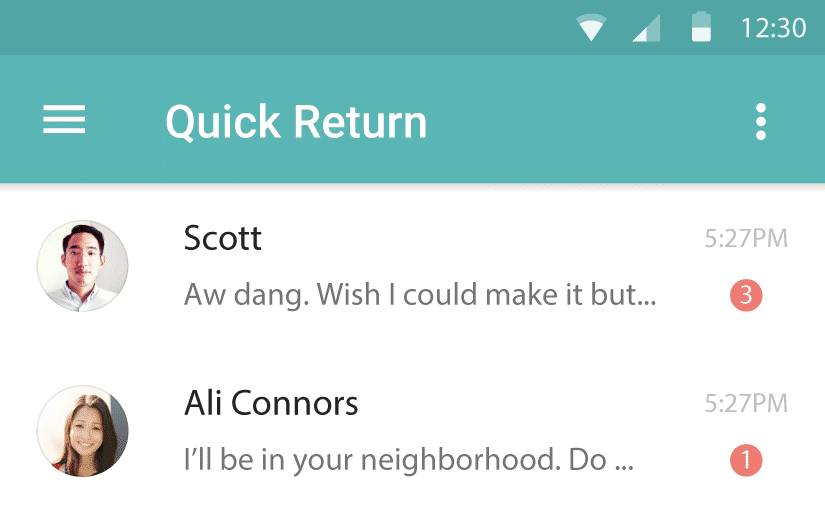 12:30
Quick Return
Scott 5:27PM
Aw dang. Wish I could make it but... 3
Ali Connors 5:27PM
I’ll be in your neighborhood. Do ... 1